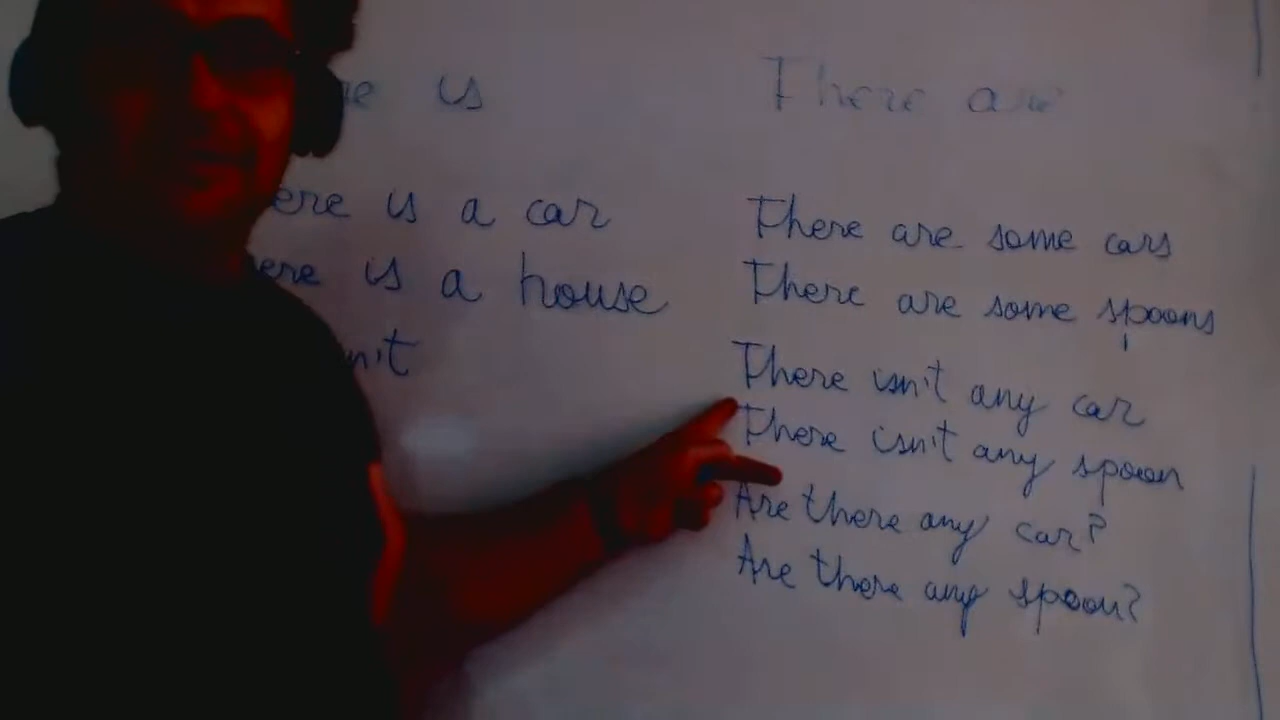 is
There are
is a car
is a house
There are some cars
There are some spoons
There isn't any car
There isn't any spoon
Are there any car?
Are there any spoon?